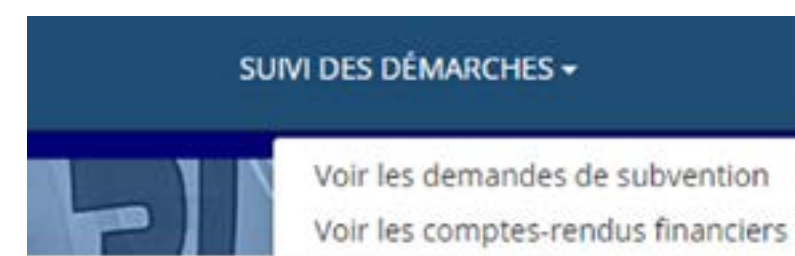 SUIVI DES DÉMARCHES
Voir les demandes de subvention
Voir les comptes-rendus financiers